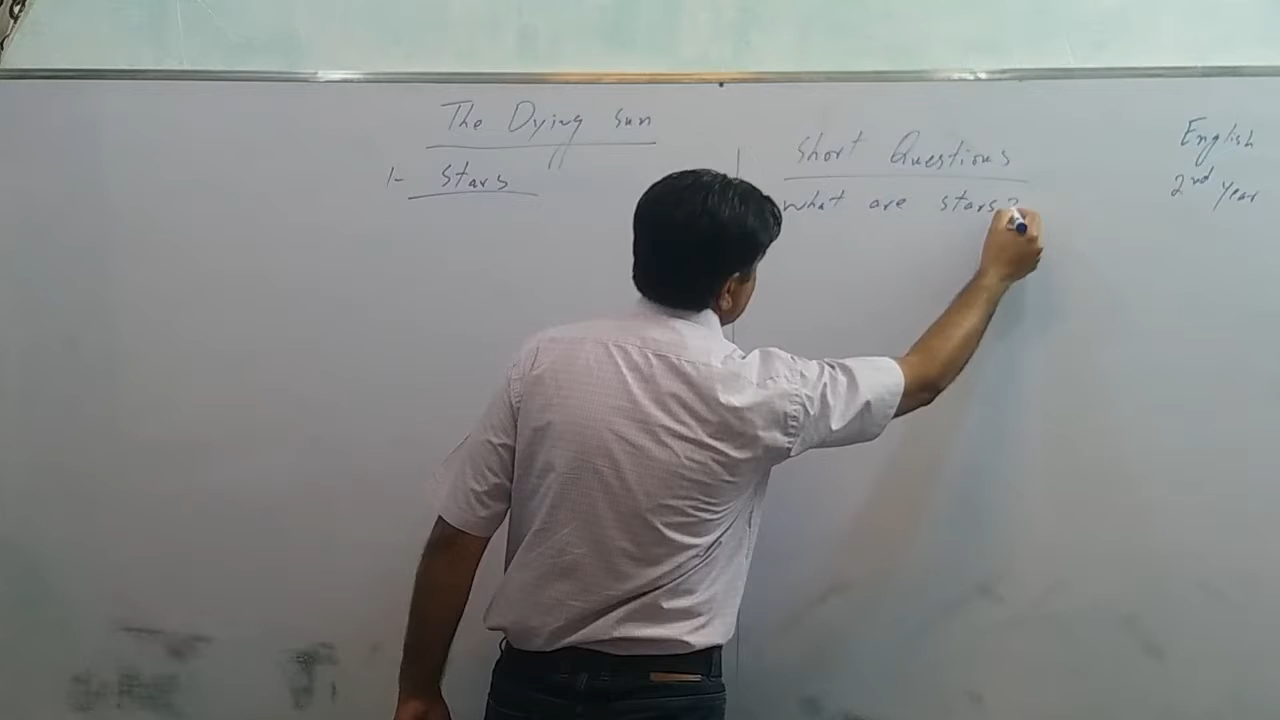 The Dying Sun
1- Stars
Short Questions
what are stars?
English
2nd year